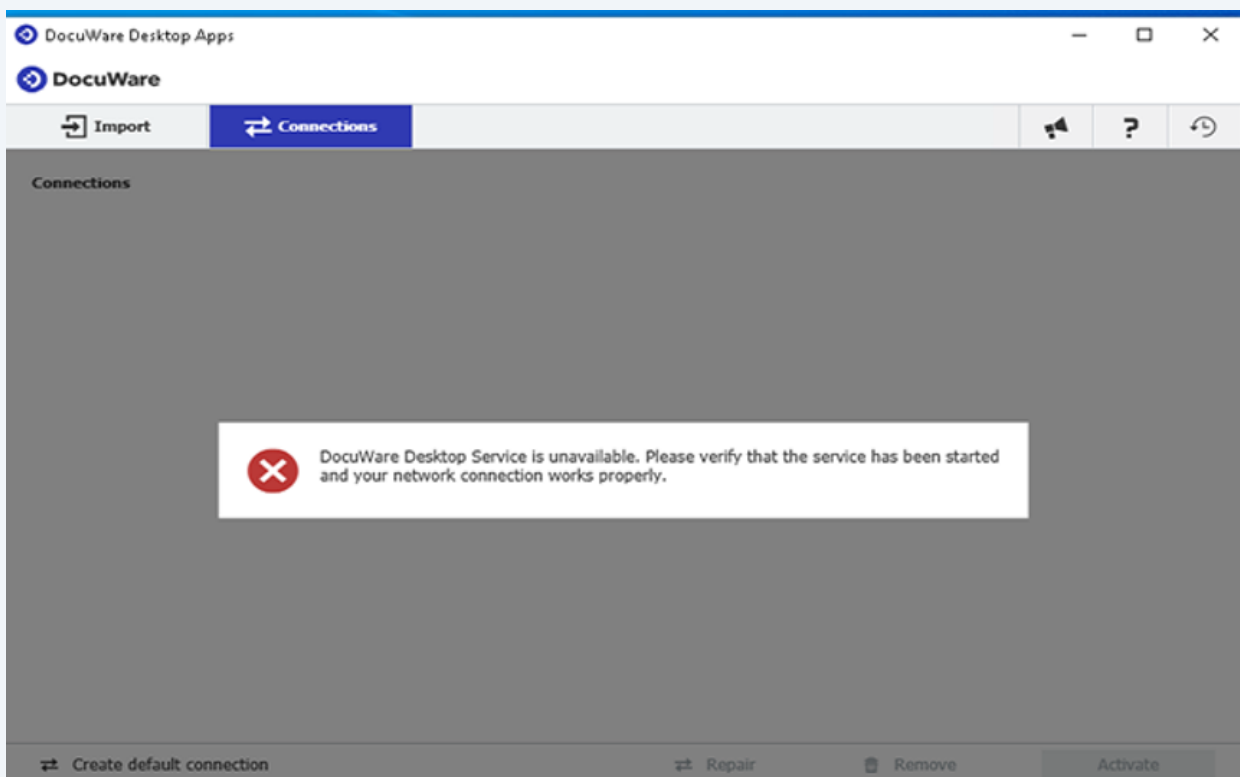 DocuWare Desktop Apps
DocuWare
Import
Connections
?
Connections
DocuWare Desktop Service is unavailable. Please verify that the service has been started
and your network connection works properly.
Create default connection
Repair
Remove
Activate